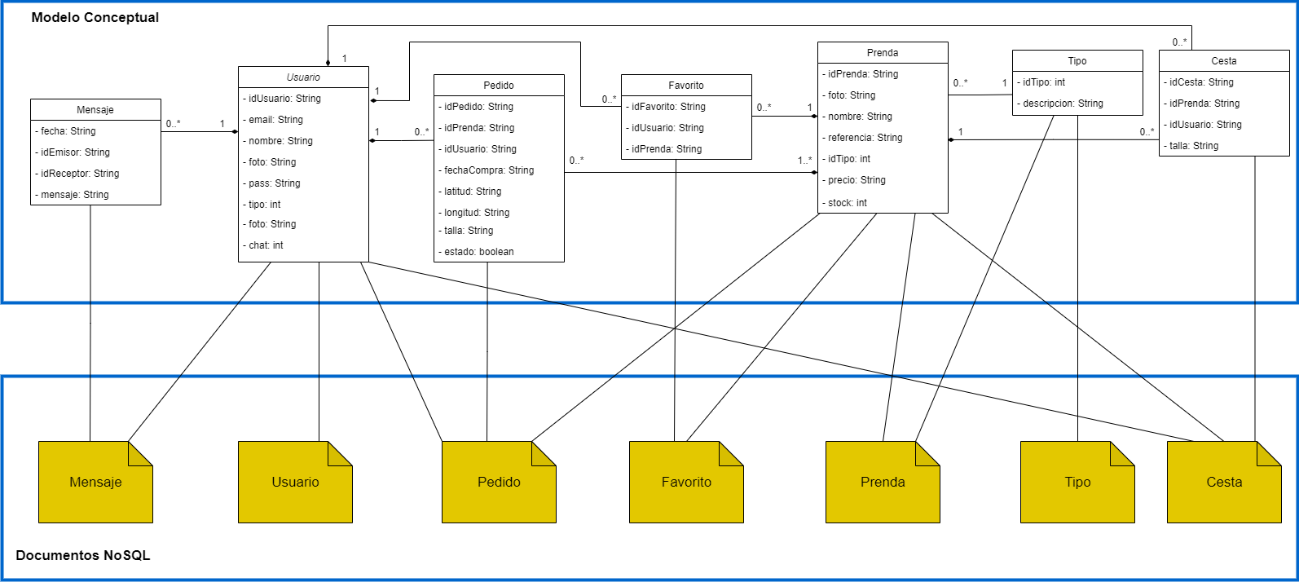 Modelo Conceptual
Mensaje
- fecha: String
- idEmisor: String
- idReceptor: String
- mensaje: String
0..*
1
Usuario
- idUsuario: String
- email: String
- nombre: String
- foto: String
- pass: String
- tipo: int
- foto: String
- chat: int
1
1
1
0..*
Pedido
- idPedido: String
- idPrenda: String
- idUsuario: String
- fechaCompra: String
- latitud: String
- longitud: String
- talla: String
- estado: boolean
0..*
1..*
0..*
Favorito
- idFavorito: String
- idUsuario: String
- idPrenda: String
0..*
1
Prenda
- idPrenda: String
- foto: String
- nombre: String
- referencia: String
- idTipo: int
- precio: String
- stock: int
0..*
1
1
0..*
Tipo
- idTipo: int
- descripcion: String
0..*
Cesta
- idCesta: String
- idPrenda: String
- idUsuario: String
- talla: String
Mensaje
Usuario
Pedido
Favorito
Prenda
Tipo
Cesta
Documentos NoSQL